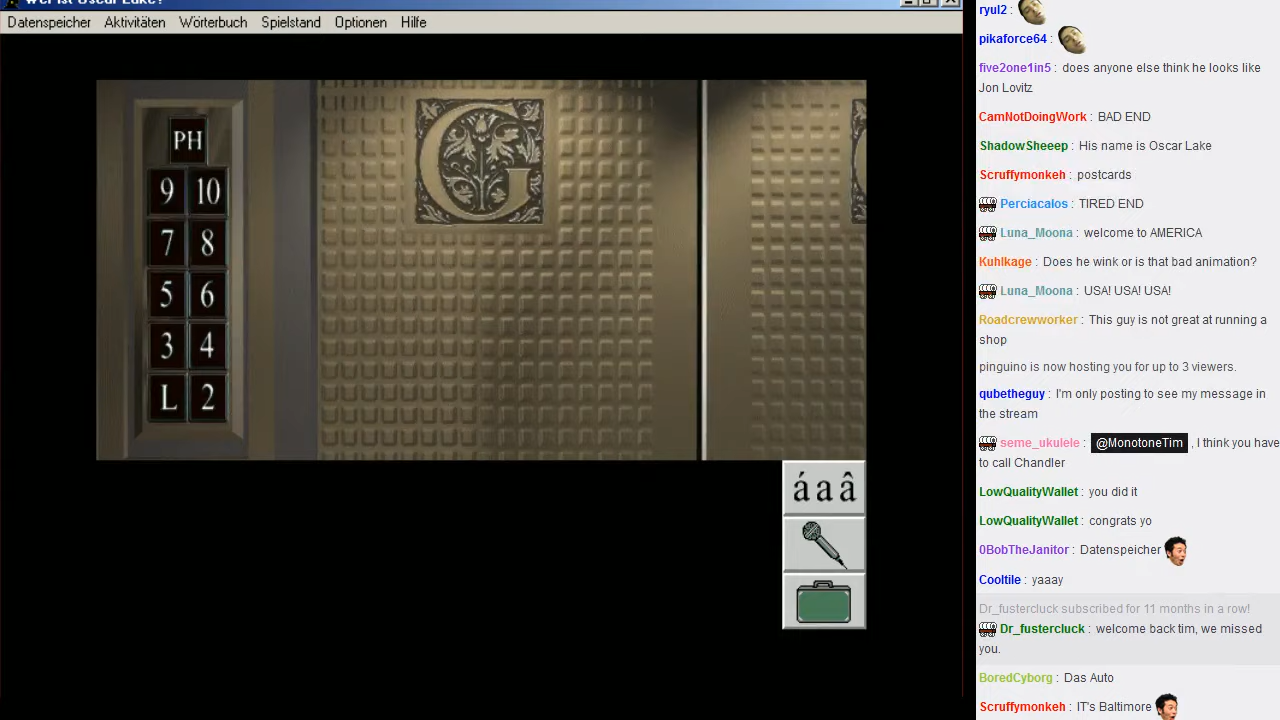 Wer ist Oscar Lake?
Datenspeicher Aktivitäten Wörterbuch Spielstand Optionen Hilfe
PH
9 10
7 8
5 6
3 4
L 2
G
á a â
ryul2 :
pikaforce64 :
five2one1in5 : does anyone else think he looks like
Jon Lovitz
CamNotDoingWork : BAD END
ShadowSheeep : His name is Oscar Lake
Scruffymonkeh : postcards
Perciacalos : TIRED END
Luna_Moona : welcome to AMERICA
Kuhlkage : Does he wink or is that bad animation?
Luna_Moona : USA! USA! USA!
Roadcrewworker : This guy is not great at running a
shop
pinguino is now hosting you for up to 3 viewers.
qubetheguy : I'm only posting to see my message in
the stream
seme_ukulele : @MonotoneTim , I think you have
to call Chandler
LowQualityWallet : you did it
LowQualityWallet : congrats yo
0BobTheJanitor : Datenspeicher
Cooltile : yaaay
Dr_fustercluck subscribed for 11 months in a row!
Dr_fustercluck : welcome back tim, we missed
you.
BoredCyborg : Das Auto
Scruffymonkeh : IT's Baltimore